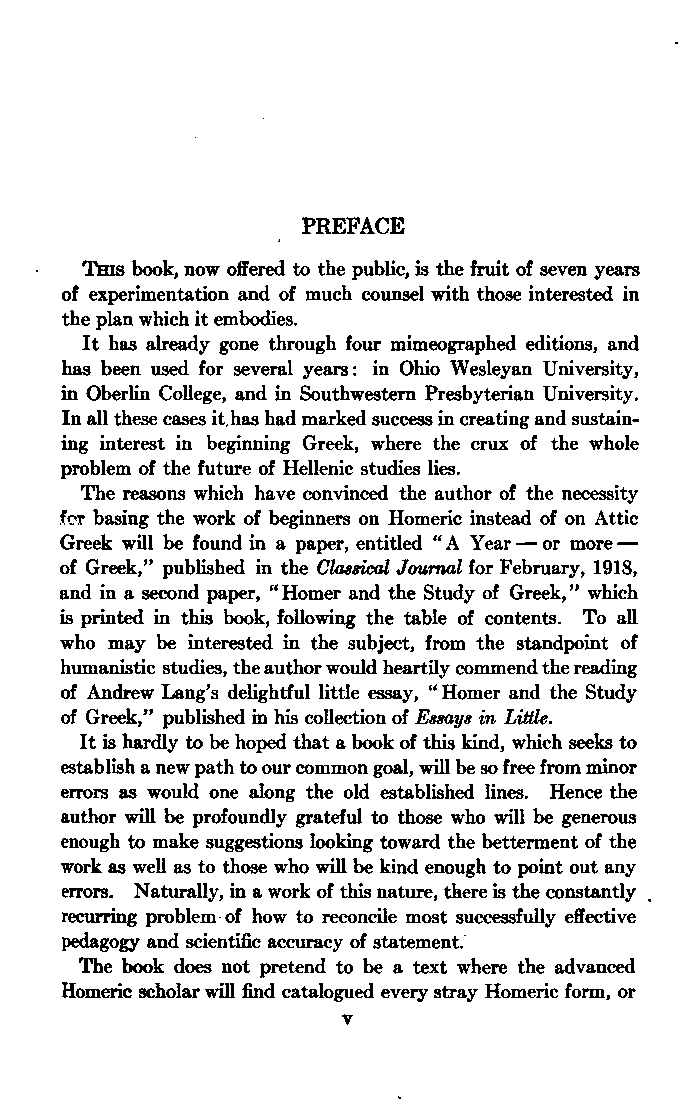 PREFACE
THIS book, now offered to the public, is the fruit of seven years
of experimentation and of much counsel with those interested in
the plan which it embodies.
It has already gone through four mimeographed editions, and
has been used for several years: in Ohio Wesleyan University,
in Oberlin College, and in Southwestern Presbyterian University.
In all these cases it has had marked success in creating and sustain-
ing interest in beginning Greek, where the crux of the whole
problem of the future of Hellenic studies lies.
The reasons which have convinced the author of the necessity
for basing the work of beginners on Homeric instead of on Attic
Greek will be found in a paper, entitled "A Year — or more —
of Greek," published in the Classical Journal for February, 1918,
and in a second paper, "Homer and the Study of Greek," which
is printed in this book, following the table of contents. To all
who may be interested in the subject, from the standpoint of
humanistic studies, the author would heartily commend the reading
of Andrew Lang's delightful little essay, "Homer and the Study
of Greek," published in his collection of Essays in Little.
It is hardly to be hoped that a book of this kind, which seeks to
establish a new path to our common goal, will be so free from minor
errors as would one along the old established lines. Hence the
author will be profoundly grateful to those who will be generous
enough to make suggestions looking toward the betterment of the
work as well as to those who will be kind enough to point out any
errors. Naturally, in a work of this nature, there is the constantly
recurring problem of how to reconcile most successfully effective
pedagogy and scientific accuracy of statement.
The book does not pretend to be a text where the advanced
Homeric scholar will find catalogued every stray Homeric form, or
v